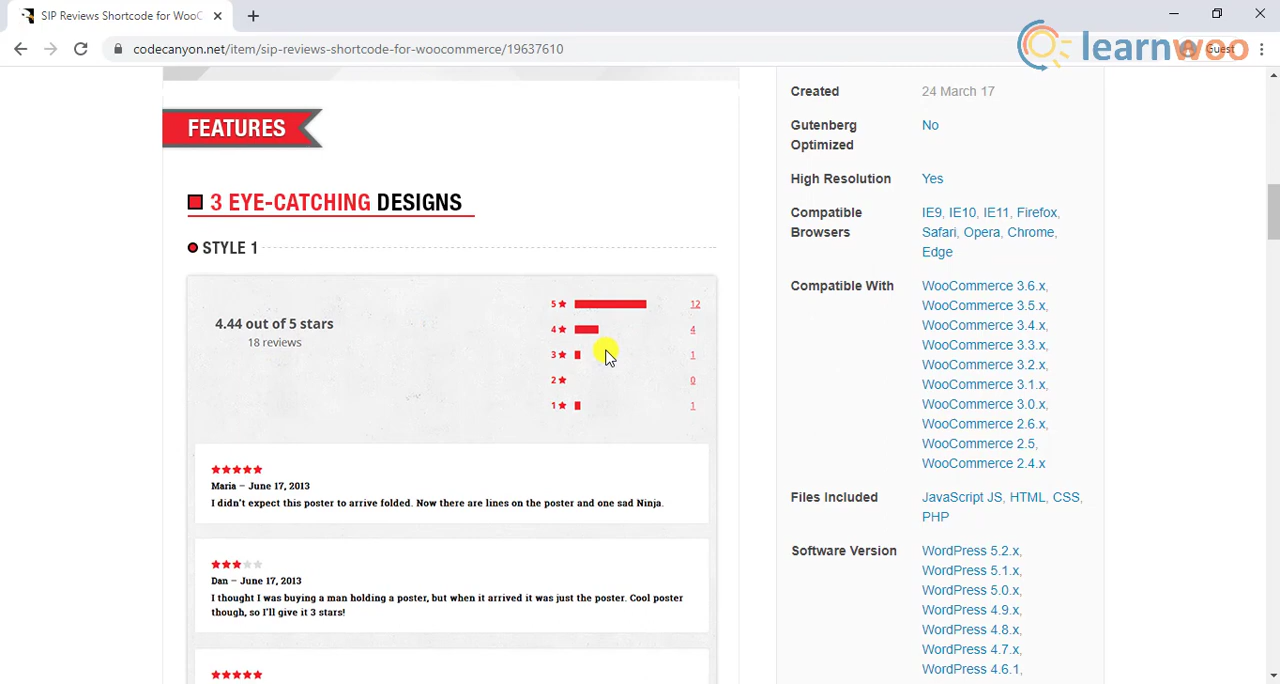 SIP Reviews Shortcode for WooC
codecanyon.net/item/sip-reviews-shortcode-for-woocommerce/19637610
Guest
learnwoo
FEATURES
3 EYE-CATCHING DESIGNS
STYLE 1
4.44 out of 5 stars
18 reviews
5 ★ 12
4 ★ 4
3 ★ 1
2 ★ 0
1 ★ 1
Maria – June 17, 2013
I didn't expect this poster to arrive folded. Now there are lines on the poster and one sad Ninja.
Dan – June 17, 2013
I thought I was buying a man holding a poster, but when it arrived it was just the poster. Cool poster
though, so I'll give it 3 stars!
Created 24 March 17
Gutenberg No
Optimized
High Resolution Yes
Compatible IE9, IE10, IE11, Firefox,
Browsers Safari, Opera, Chrome,
Edge
Compatible With WooCommerce 3.6.x,
WooCommerce 3.5.x,
WooCommerce 3.4.x,
WooCommerce 3.3.x,
WooCommerce 3.2.x,
WooCommerce 3.1.x,
WooCommerce 3.0.x,
WooCommerce 2.6.x,
WooCommerce 2.5,
WooCommerce 2.4.x
Files Included JavaScript JS, HTML, CSS,
PHP
Software Version WordPress 5.2.x,
WordPress 5.1.x,
WordPress 5.0.x,
WordPress 4.9.x,
WordPress 4.8.x,
WordPress 4.7.x,
WordPress 4.6.1,